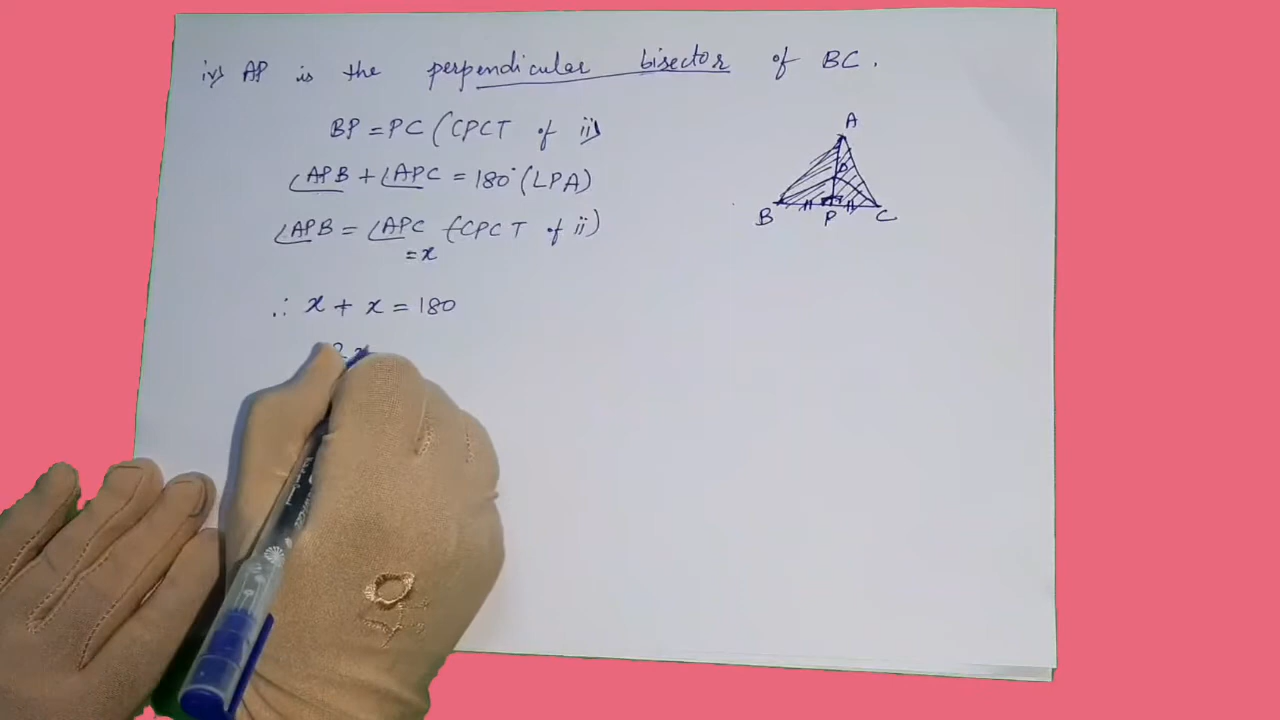 iv) AP is the perpendicular bisector of BC.
BP = PC (CPCT of ii)
∠APB + ∠APC = 180° (LPA)
∠APB = ∠APC (CPCT of ii)
= x
∴ x + x = 180
2x
A
B
P
C